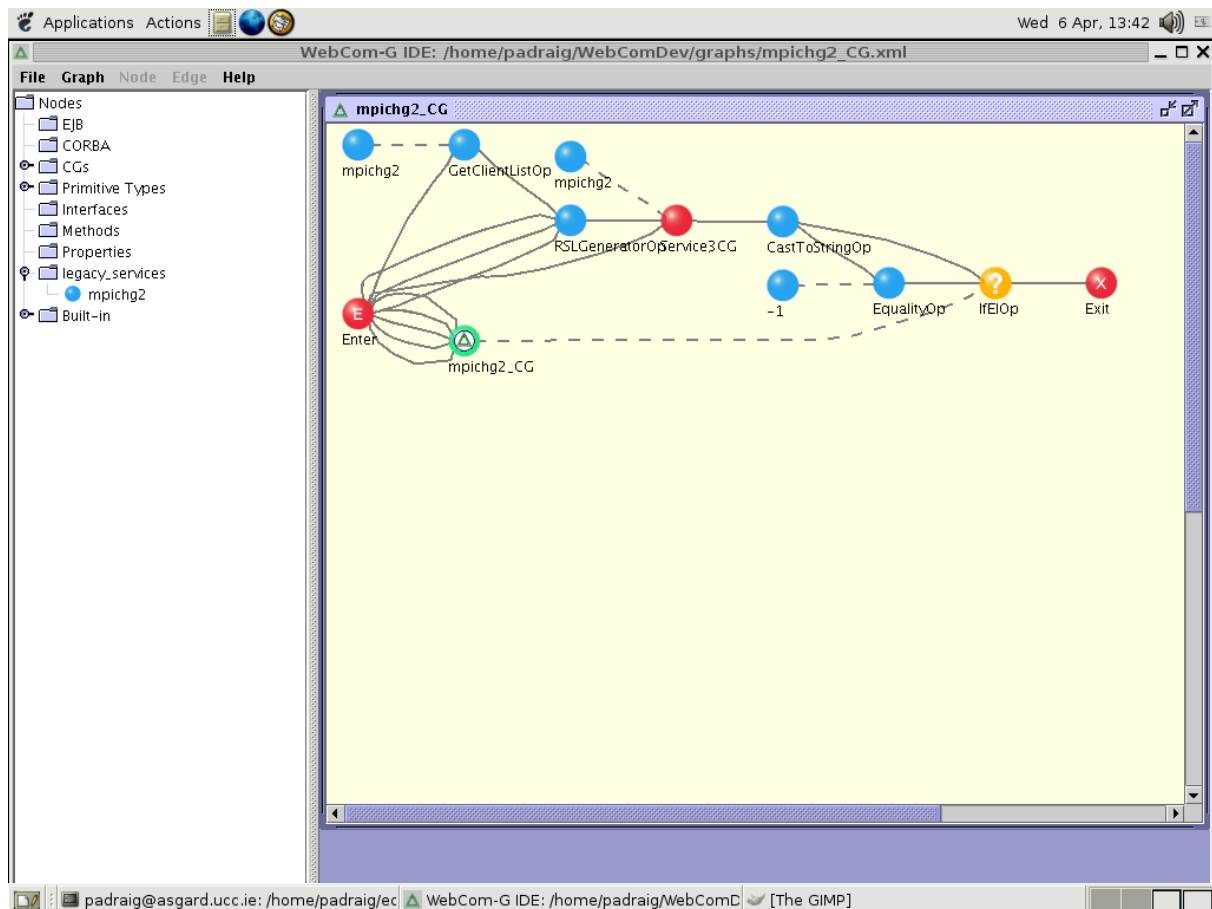 Applications Actions Wed 6 Apr, 13:42
WebCom-G IDE: /home/padraig/WebComDev/graphs/mpichg2_CG.xml
File Graph Node Edge Help
Nodes
EJB
CORBA
CGs
Primitive Types
Interfaces
Methods
Properties
legacy_services
mpichg2
Built-in
mpichg2_CG
mpichg2
GetClientListOp
mpichg2
RSLGeneratorOp
Service3CG
CastToStringOp
-1
EqualityOp
?
IfElOp
X
Exit
E
Enter
mpichg2_CG
padraig@asgard.ucc.ie: /home/padraig/ec WebCom-G IDE: /home/padraig/WebComD [The GIMP]